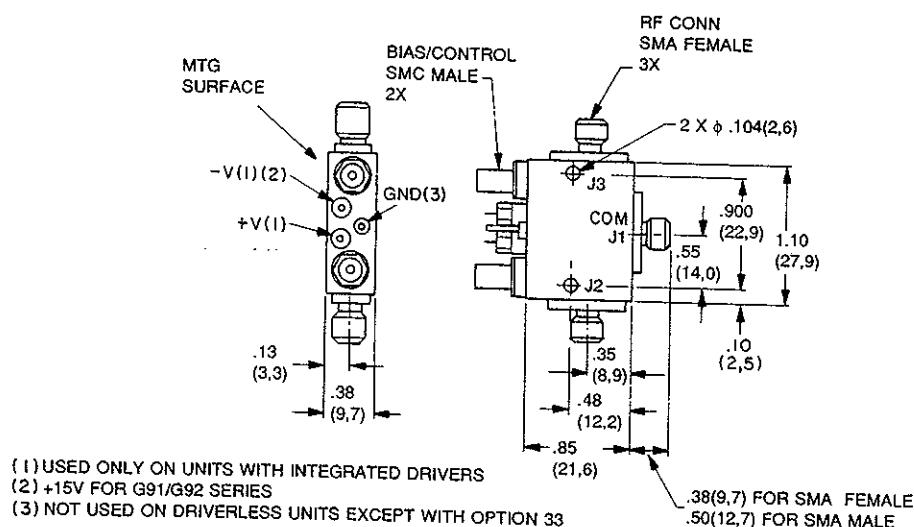 RF CONN
SMA FEMALE
3X
BIAS/CONTROL
SMC MALE
2X
MTG
SURFACE
2 X ϕ .104(2,6)
-V(1)(2)
GND(3)
+V(1)
J3
COM
J1
J2
.900
(22,9)
1.10
(27,9)
.55
(14,0)
.10
(2,5)
.13
(3,3)
.38
(9,7)
.35
(8,9)
.48
(12,2)
.85
(21,6)
.38(9,7) FOR SMA FEMALE
.50(12,7) FOR SMA MALE
(1) USED ONLY ON UNITS WITH INTEGRATED DRIVERS
(2) +15V FOR G91/G92 SERIES
(3) NOT USED ON DRIVERLESS UNITS EXCEPT WITH OPTION 33